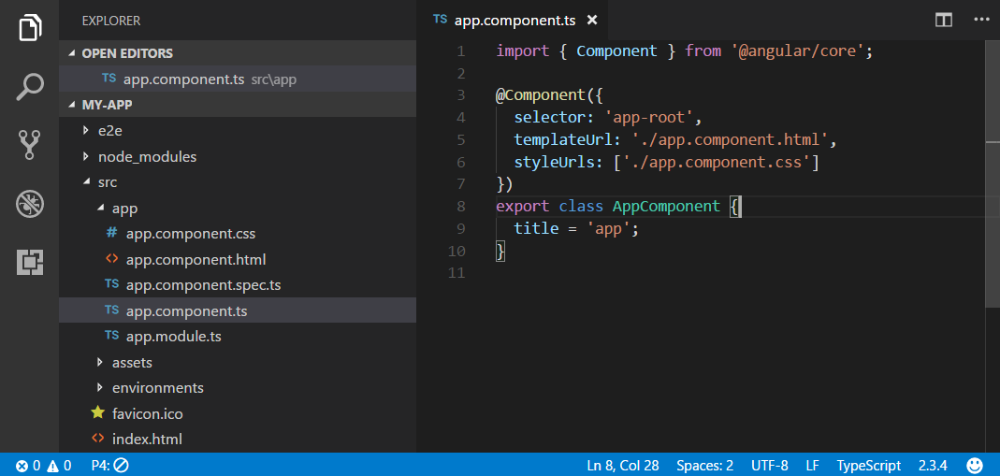 EXPLORER
OPEN EDITORS
TS app.component.ts src\app
MY-APP
e2e
node_modules
src
app
# app.component.css
<> app.component.html
TS app.component.spec.ts
TS app.component.ts
TS app.module.ts
assets
environments
favicon.ico
<> index.html
TS app.component.ts
1 import { Component } from '@angular/core';
2
3 @Component({
4 selector: 'app-root',
5 templateUrl: './app.component.html',
6 styleUrls: ['./app.component.css']
7 })
8 export class AppComponent {
9 title = 'app';
10 }
11
0 0 P4: Ln 8, Col 28 Spaces: 2 UTF-8 LF TypeScript 2.3.4